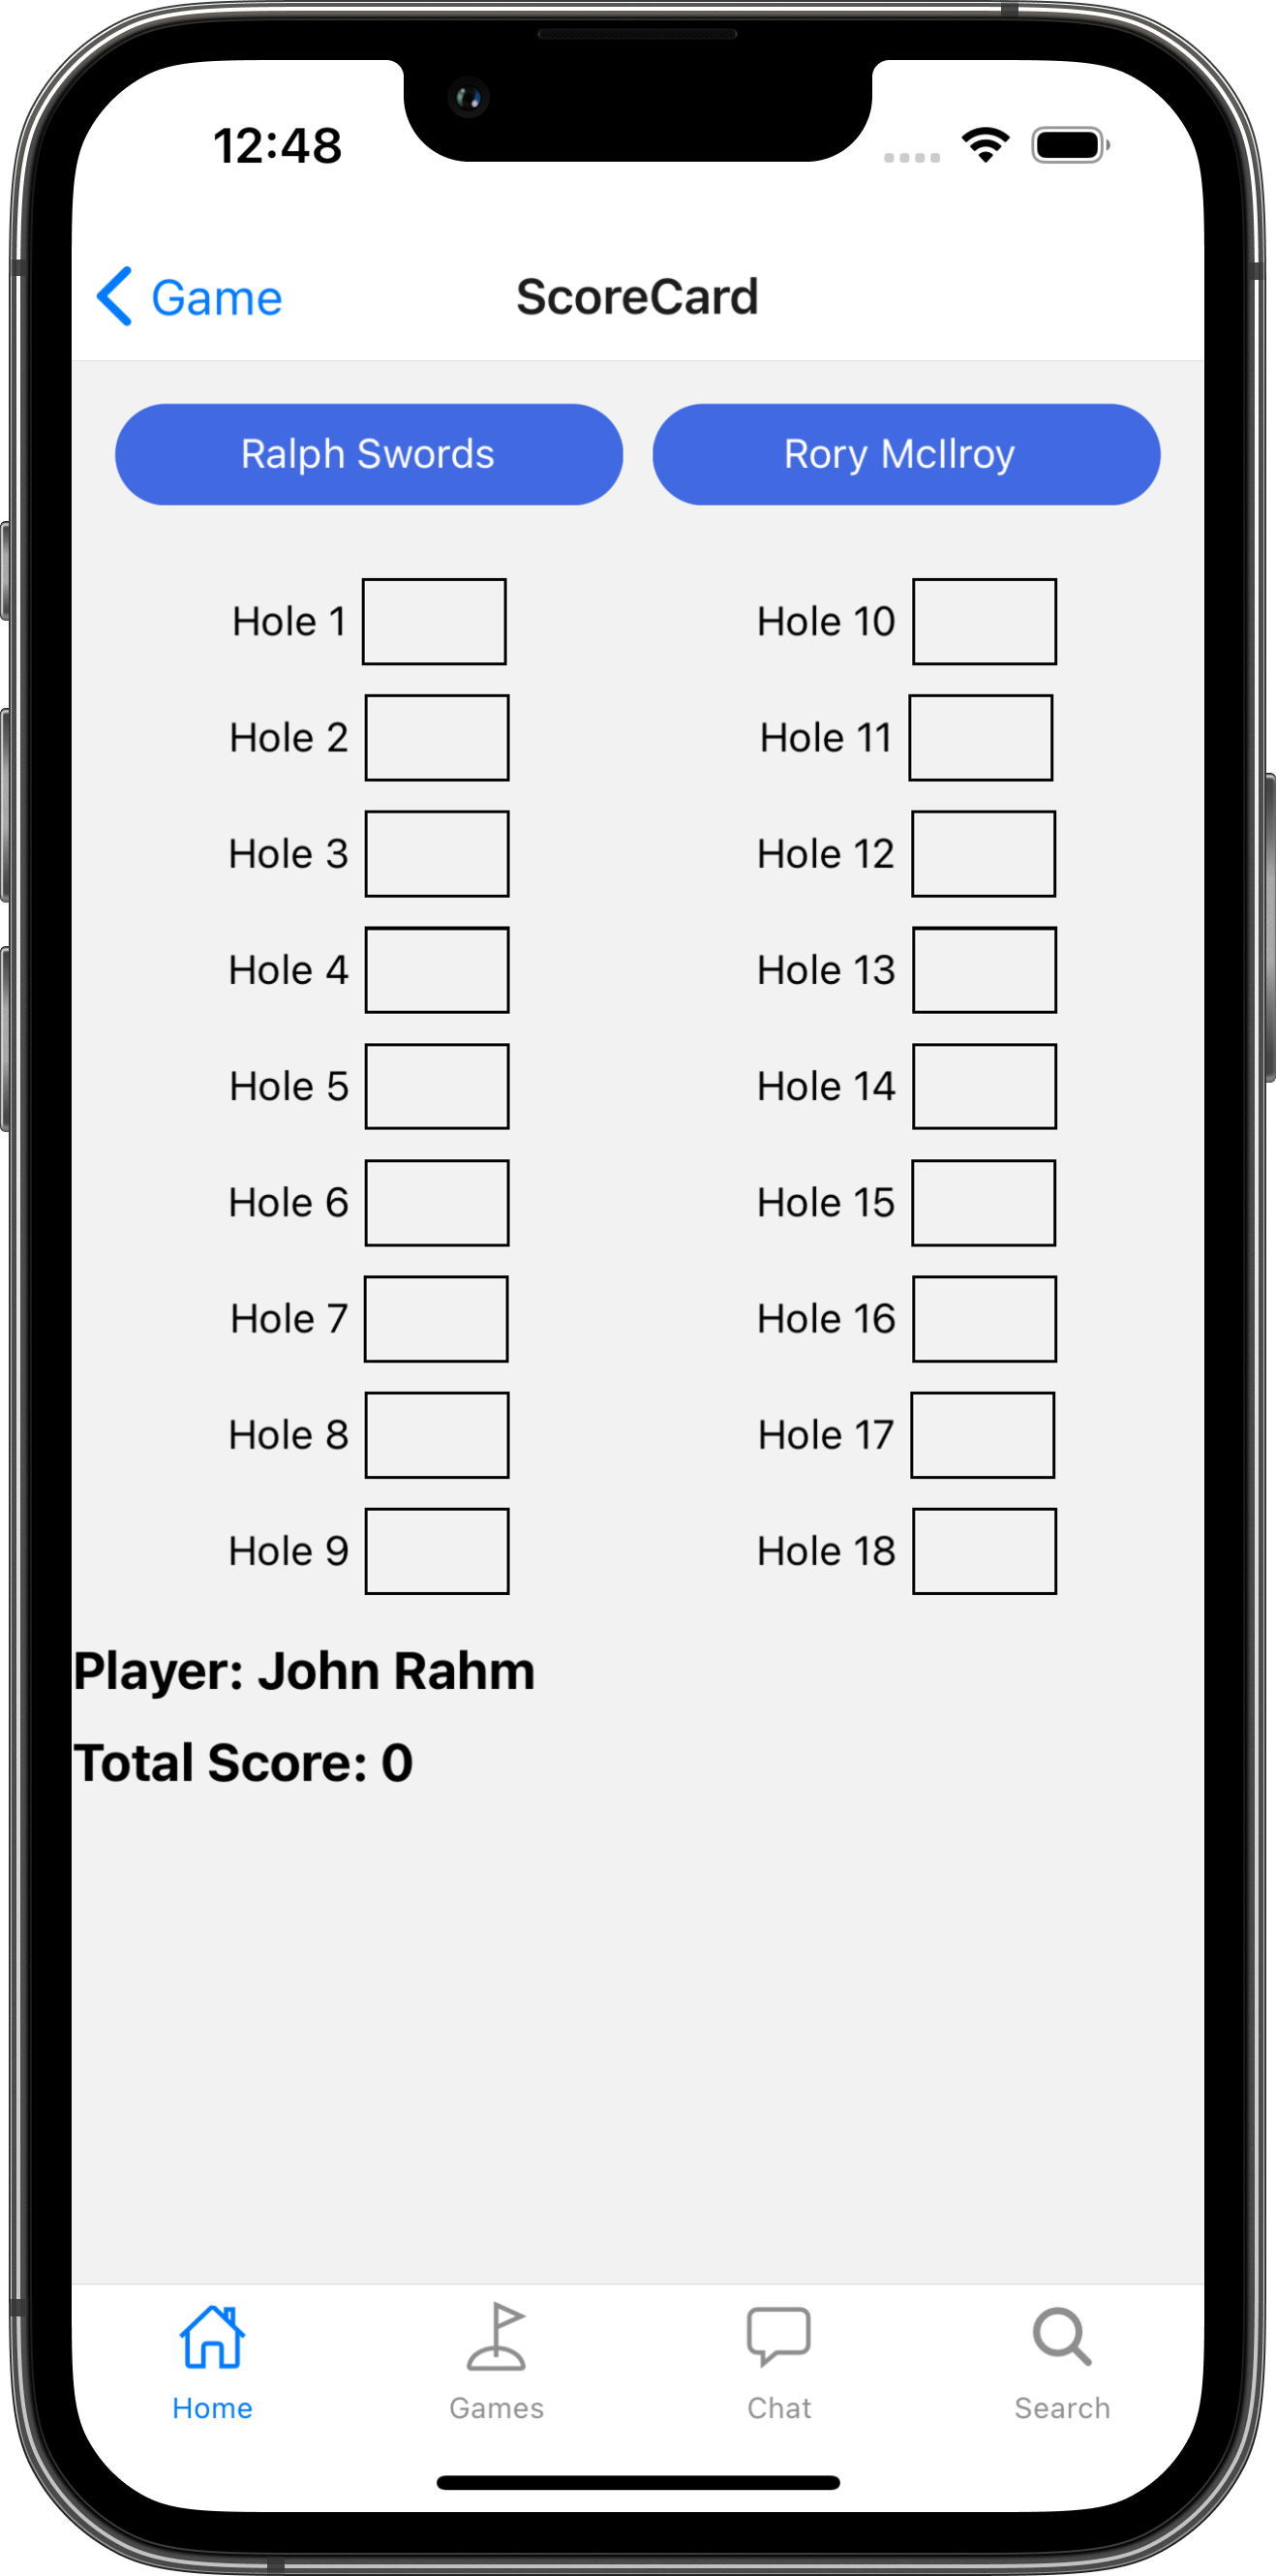 12:48
Game
ScoreCard
Ralph Swords
Rory McIlroy
Hole 1
Hole 10
Hole 2
Hole 11
Hole 3
Hole 12
Hole 4
Hole 13
Hole 5
Hole 14
Hole 6
Hole 15
Hole 7
Hole 16
Hole 8
Hole 17
Hole 9
Hole 18
Player: John Rahm
Total Score: 0
Home
Games
Chat
Search